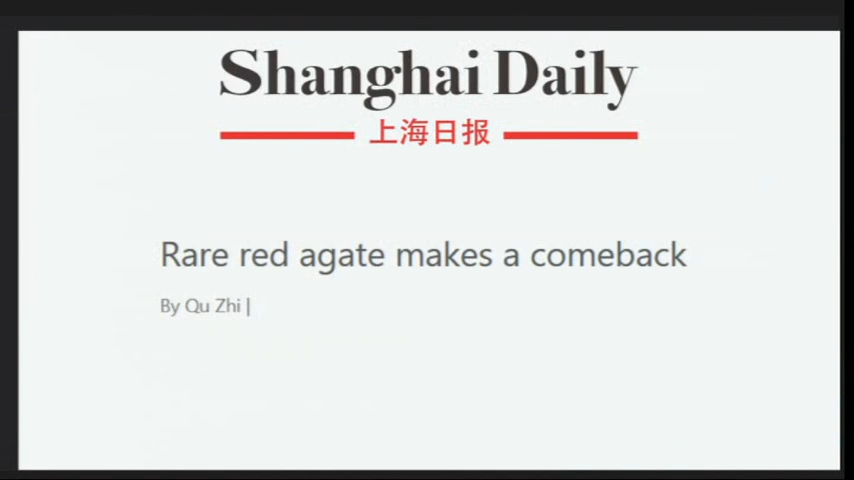 Shanghai Daily
上海日报
Rare red agate makes a comeback
By Qu Zhi |